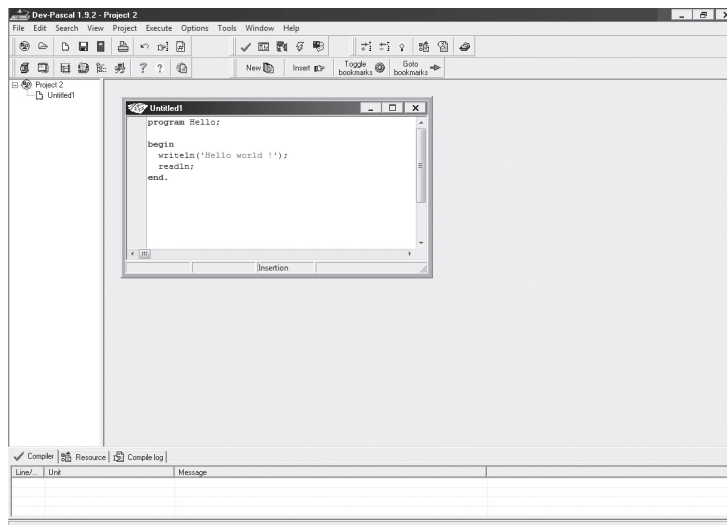 Dev-Pascal 1.9.2 - Project 2
File Edit Search View Project Execute Options Tools Window Help
New Insert Toggle bookmarks Goto bookmarks
Project 2
Untitled1
Untitled1
program Hello;
begin
writeln('Hello world !');
readln;
end.
Insertion
Compiler Resource Compile log
Line/... Unit Message